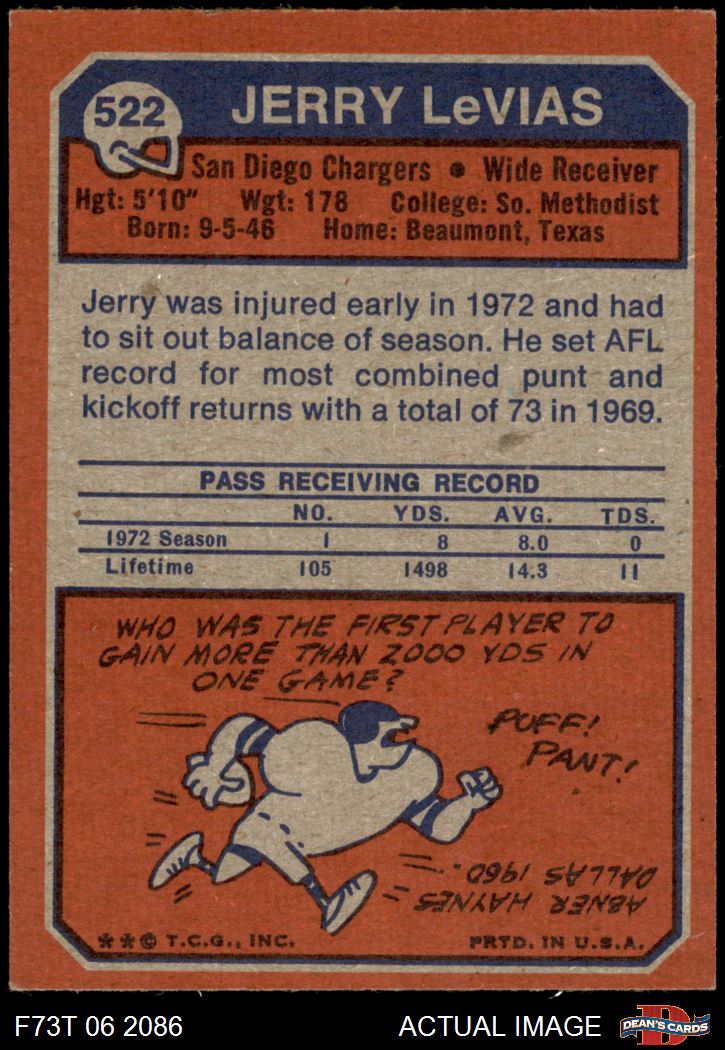 522
JERRY LeVIAS
San Diego Chargers • Wide Receiver
Hgt: 5'10" Wgt: 178 College: So. Methodist
Born: 9-5-46 Home: Beaumont, Texas
Jerry was injured early in 1972 and had
to sit out balance of season. He set AFL
record for most combined punt and
kickoff returns with a total of 73 in 1969.
PASS RECEIVING RECORD
NO. YDS. AVG. TDS.
1972 Season 1 8 8.0 0
Lifetime 105 1498 14.3 11
WHO WAS THE FIRST PLAYER TO
GAIN MORE THAN 2000 YDS IN
ONE GAME?
PUFF!
PANT!
ABNER HAYNES
DALLAS 1960..
**© T.C.G., INC. PRTD. IN U.S.A.
F73T 06 2086 ACTUAL IMAGE
D
DEAN'S CARDS